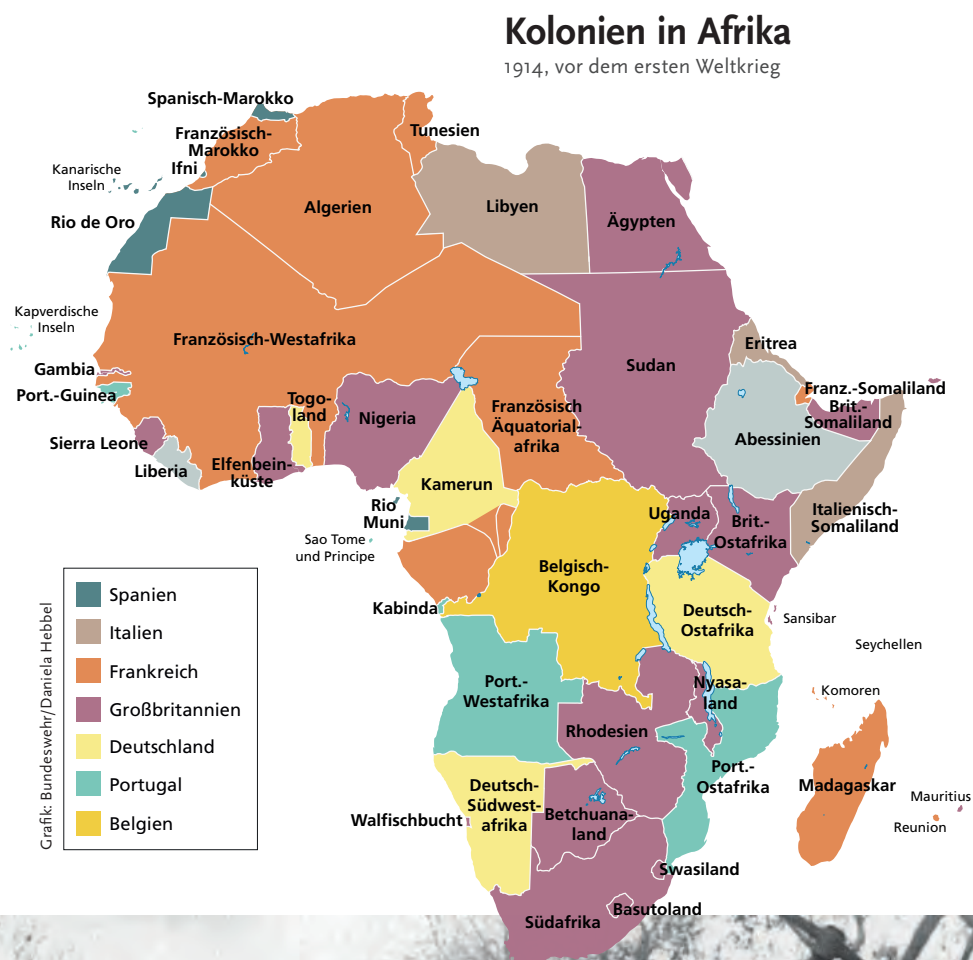 Kolonien in Afrika
1914, vor dem ersten Weltkrieg
Spanisch-Marokko
Französisch-
Marokko
Tunesien
Ifni
Kanarische
Inseln
Rio de Oro
Algerien
Libyen
Ägypten
Kapverdische
Inseln
Französisch-Westafrika
Gambia
Port.-Guinea
Sierra Leone
Liberia
Elfenbein-
küste
Togo-
land
Nigeria
Französisch
Äquatorial-
afrika
Sudan
Eritrea
Franz.-Somaliland
Brit.-
Somaliland
Abessinien
Italienisch-
Somaliland
Kamerun
Rio
Muni
Sao Tome
und Principe
Uganda
Brit.-
Ostafrika
Belgisch-
Kongo
Kabinda
Deutsch-
Ostafrika
Sansibar
Seychellen
Port.-
Westafrika
Nyasa-
land
Komoren
Rhodesien
Port.-
Ostafrika
Madagaskar
Mauritius
Reunion
Deutsch-
Südwest-
afrika
Walfischbucht
Betchuana-
land
Swasiland
Basutoland
Südafrika
Spanien
Italien
Frankreich
Großbritannien
Deutschland
Portugal
Belgien
Grafik: Bundeswehr/Daniela Hebbel